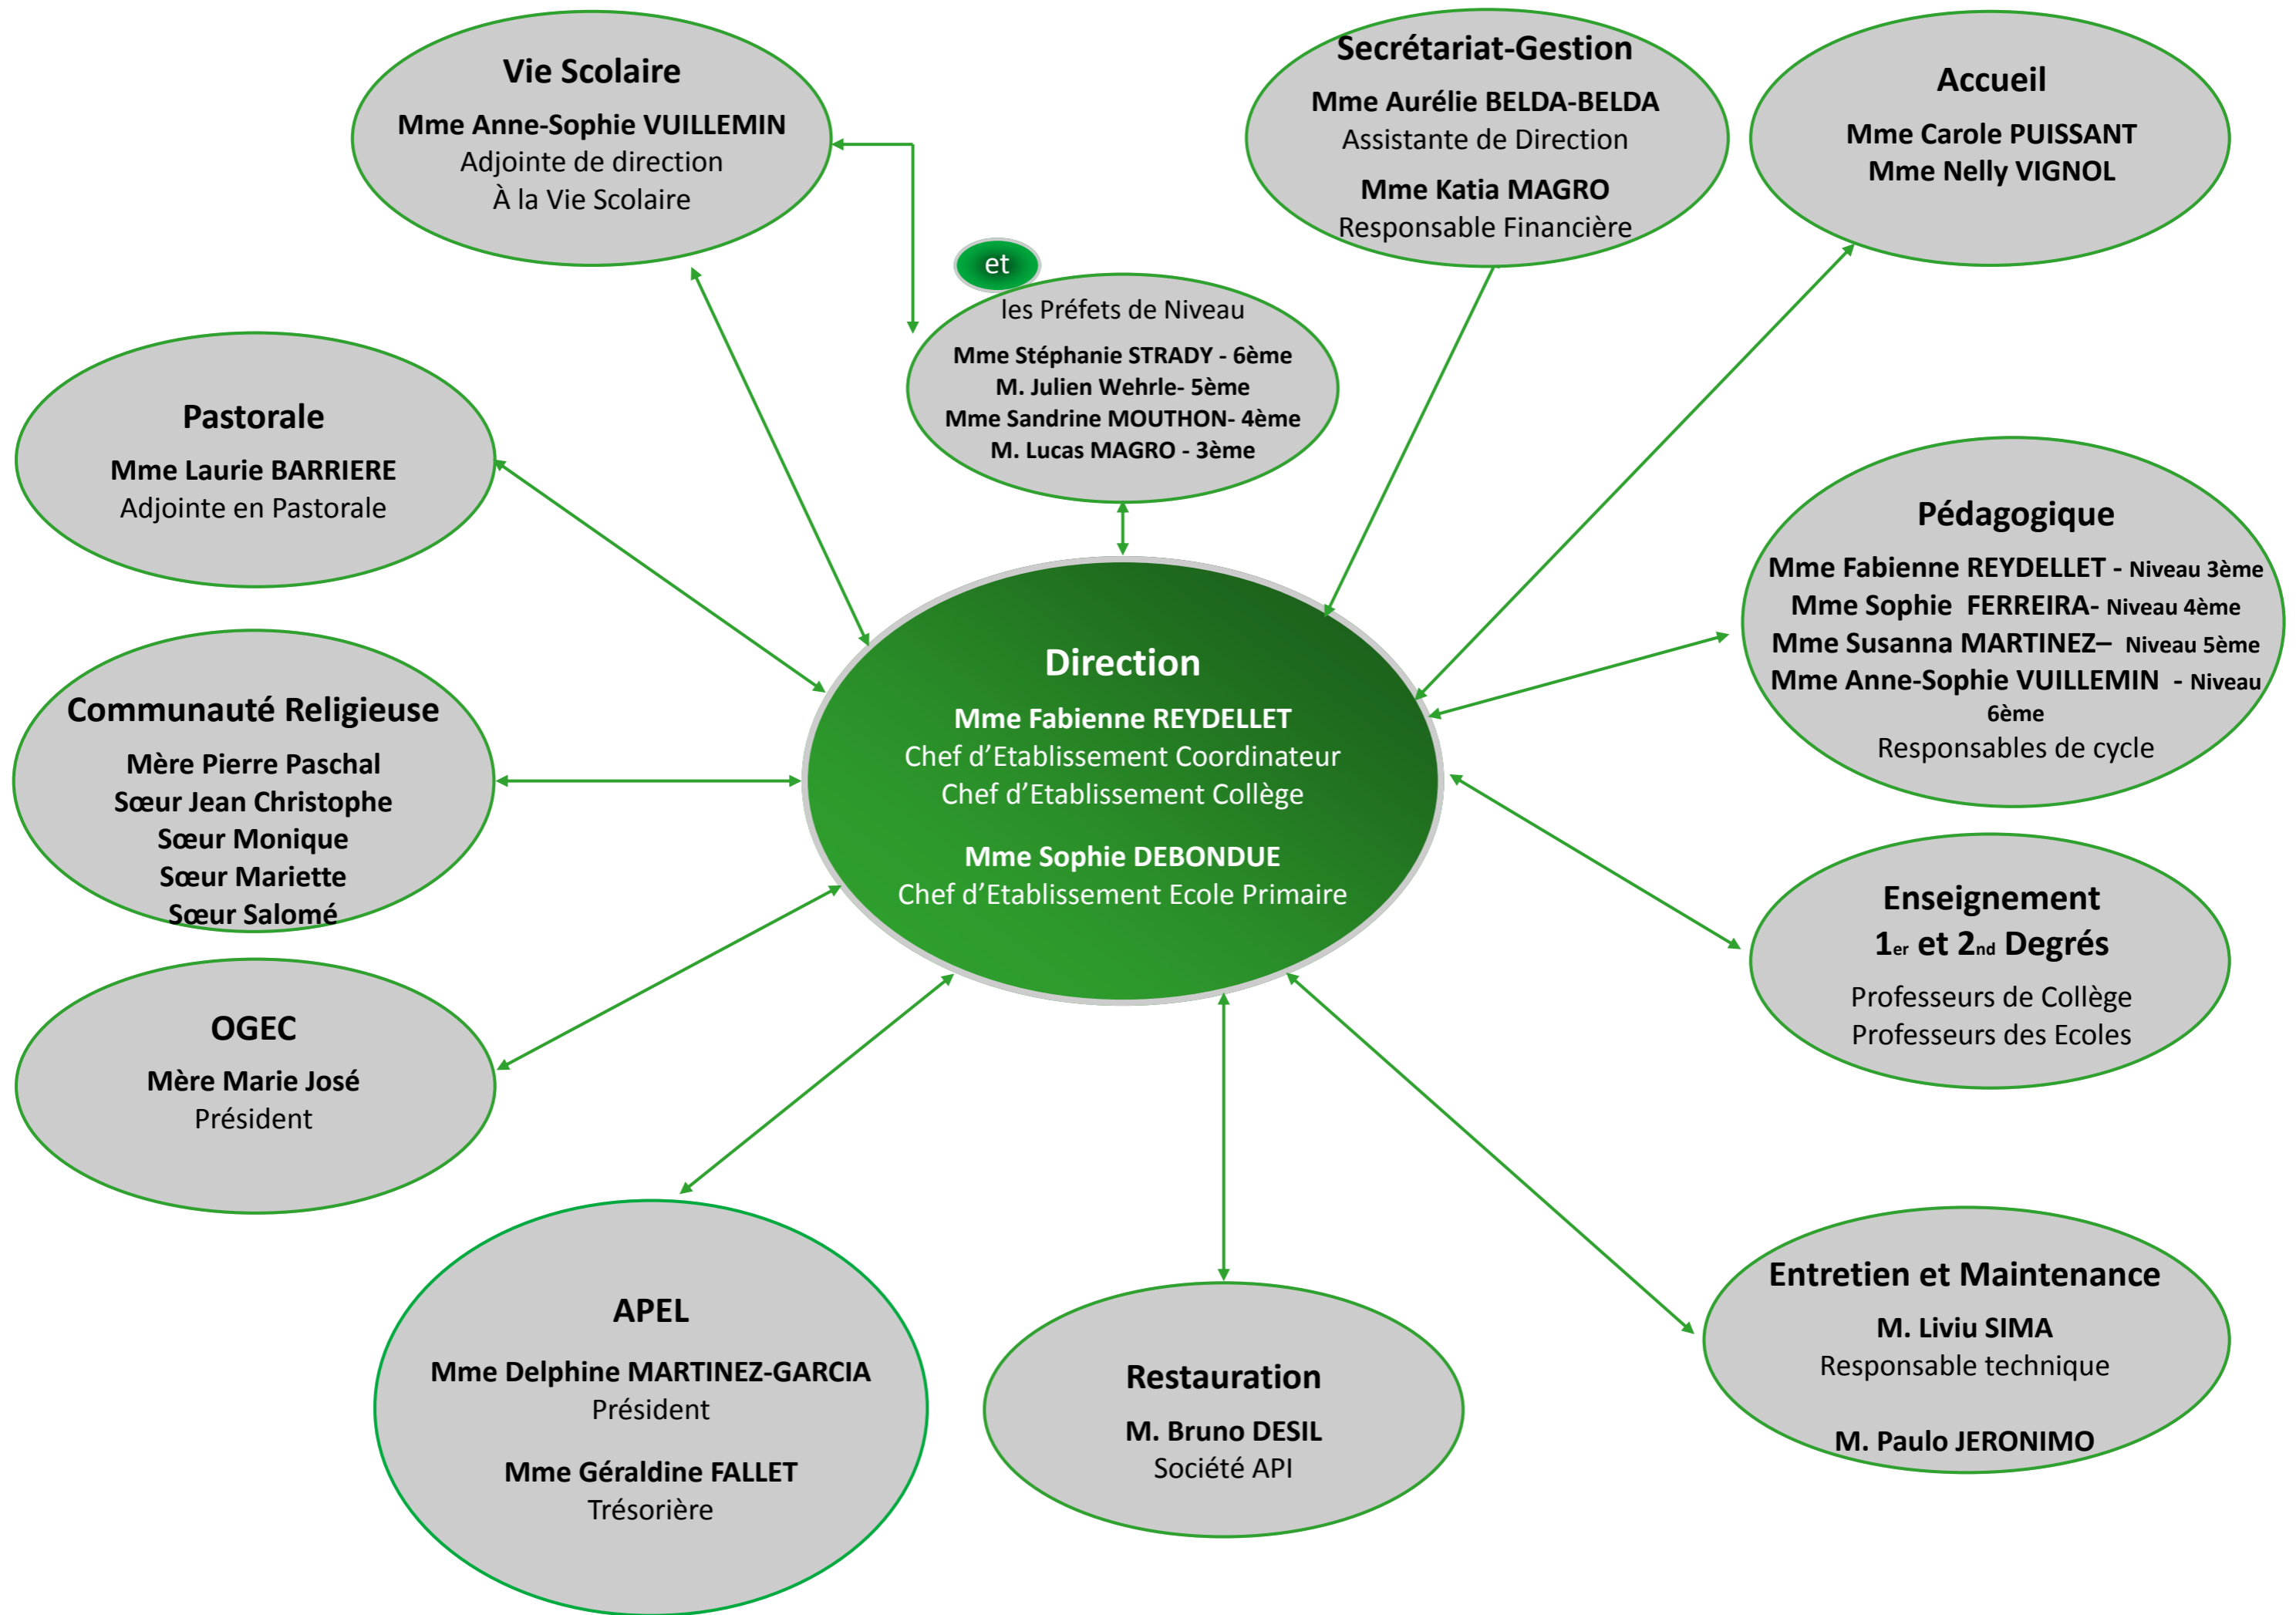 Vie Scolaire
Mme Anne-Sophie VUILLEMIN
Adjointe de direction
À la Vie Scolaire
Secrétariat-Gestion
Mme Aurélie BELDA-BELDA
Assistante de Direction
Mme Katia MAGRO
Responsable Financière
Accueil
Mme Carole PUISSANT
Mme Nelly VIGNOL
et
les Préfets de Niveau
Mme Stéphanie STRADY - 6ème
M. Julien Wehrle- 5ème
Mme Sandrine MOUTHON- 4ème
M. Lucas MAGRO - 3ème
Pastorale
Mme Laurie BARRIERE
Adjointe en Pastorale
Pédagogique
Mme Fabienne REYDELLET - Niveau 3ème
Mme Sophie FERREIRA- Niveau 4ème
Mme Susanna MARTINEZ– Niveau 5ème
Mme Anne-Sophie VUILLEMIN - Niveau
6ème
Responsables de cycle
Direction
Mme Fabienne REYDELLET
Chef d’Etablissement Coordinateur
Chef d’Etablissement Collège
Mme Sophie DEBONDUE
Chef d’Etablissement Ecole Primaire
Communauté Religieuse
Mère Pierre Paschal
Sœur Jean Christophe
Sœur Monique
Sœur Mariette
Sœur Salomé
Enseignement
1er et 2nd Degrés
Professeurs de Collège
Professeurs des Ecoles
OGEC
Mère Marie José
Président
APEL
Mme Delphine MARTINEZ-GARCIA
Président
Mme Géraldine FALLET
Trésorière
Restauration
M. Bruno DESIL
Société API
Entretien et Maintenance
M. Liviu SIMA
Responsable technique
M. Paulo JERONIMO